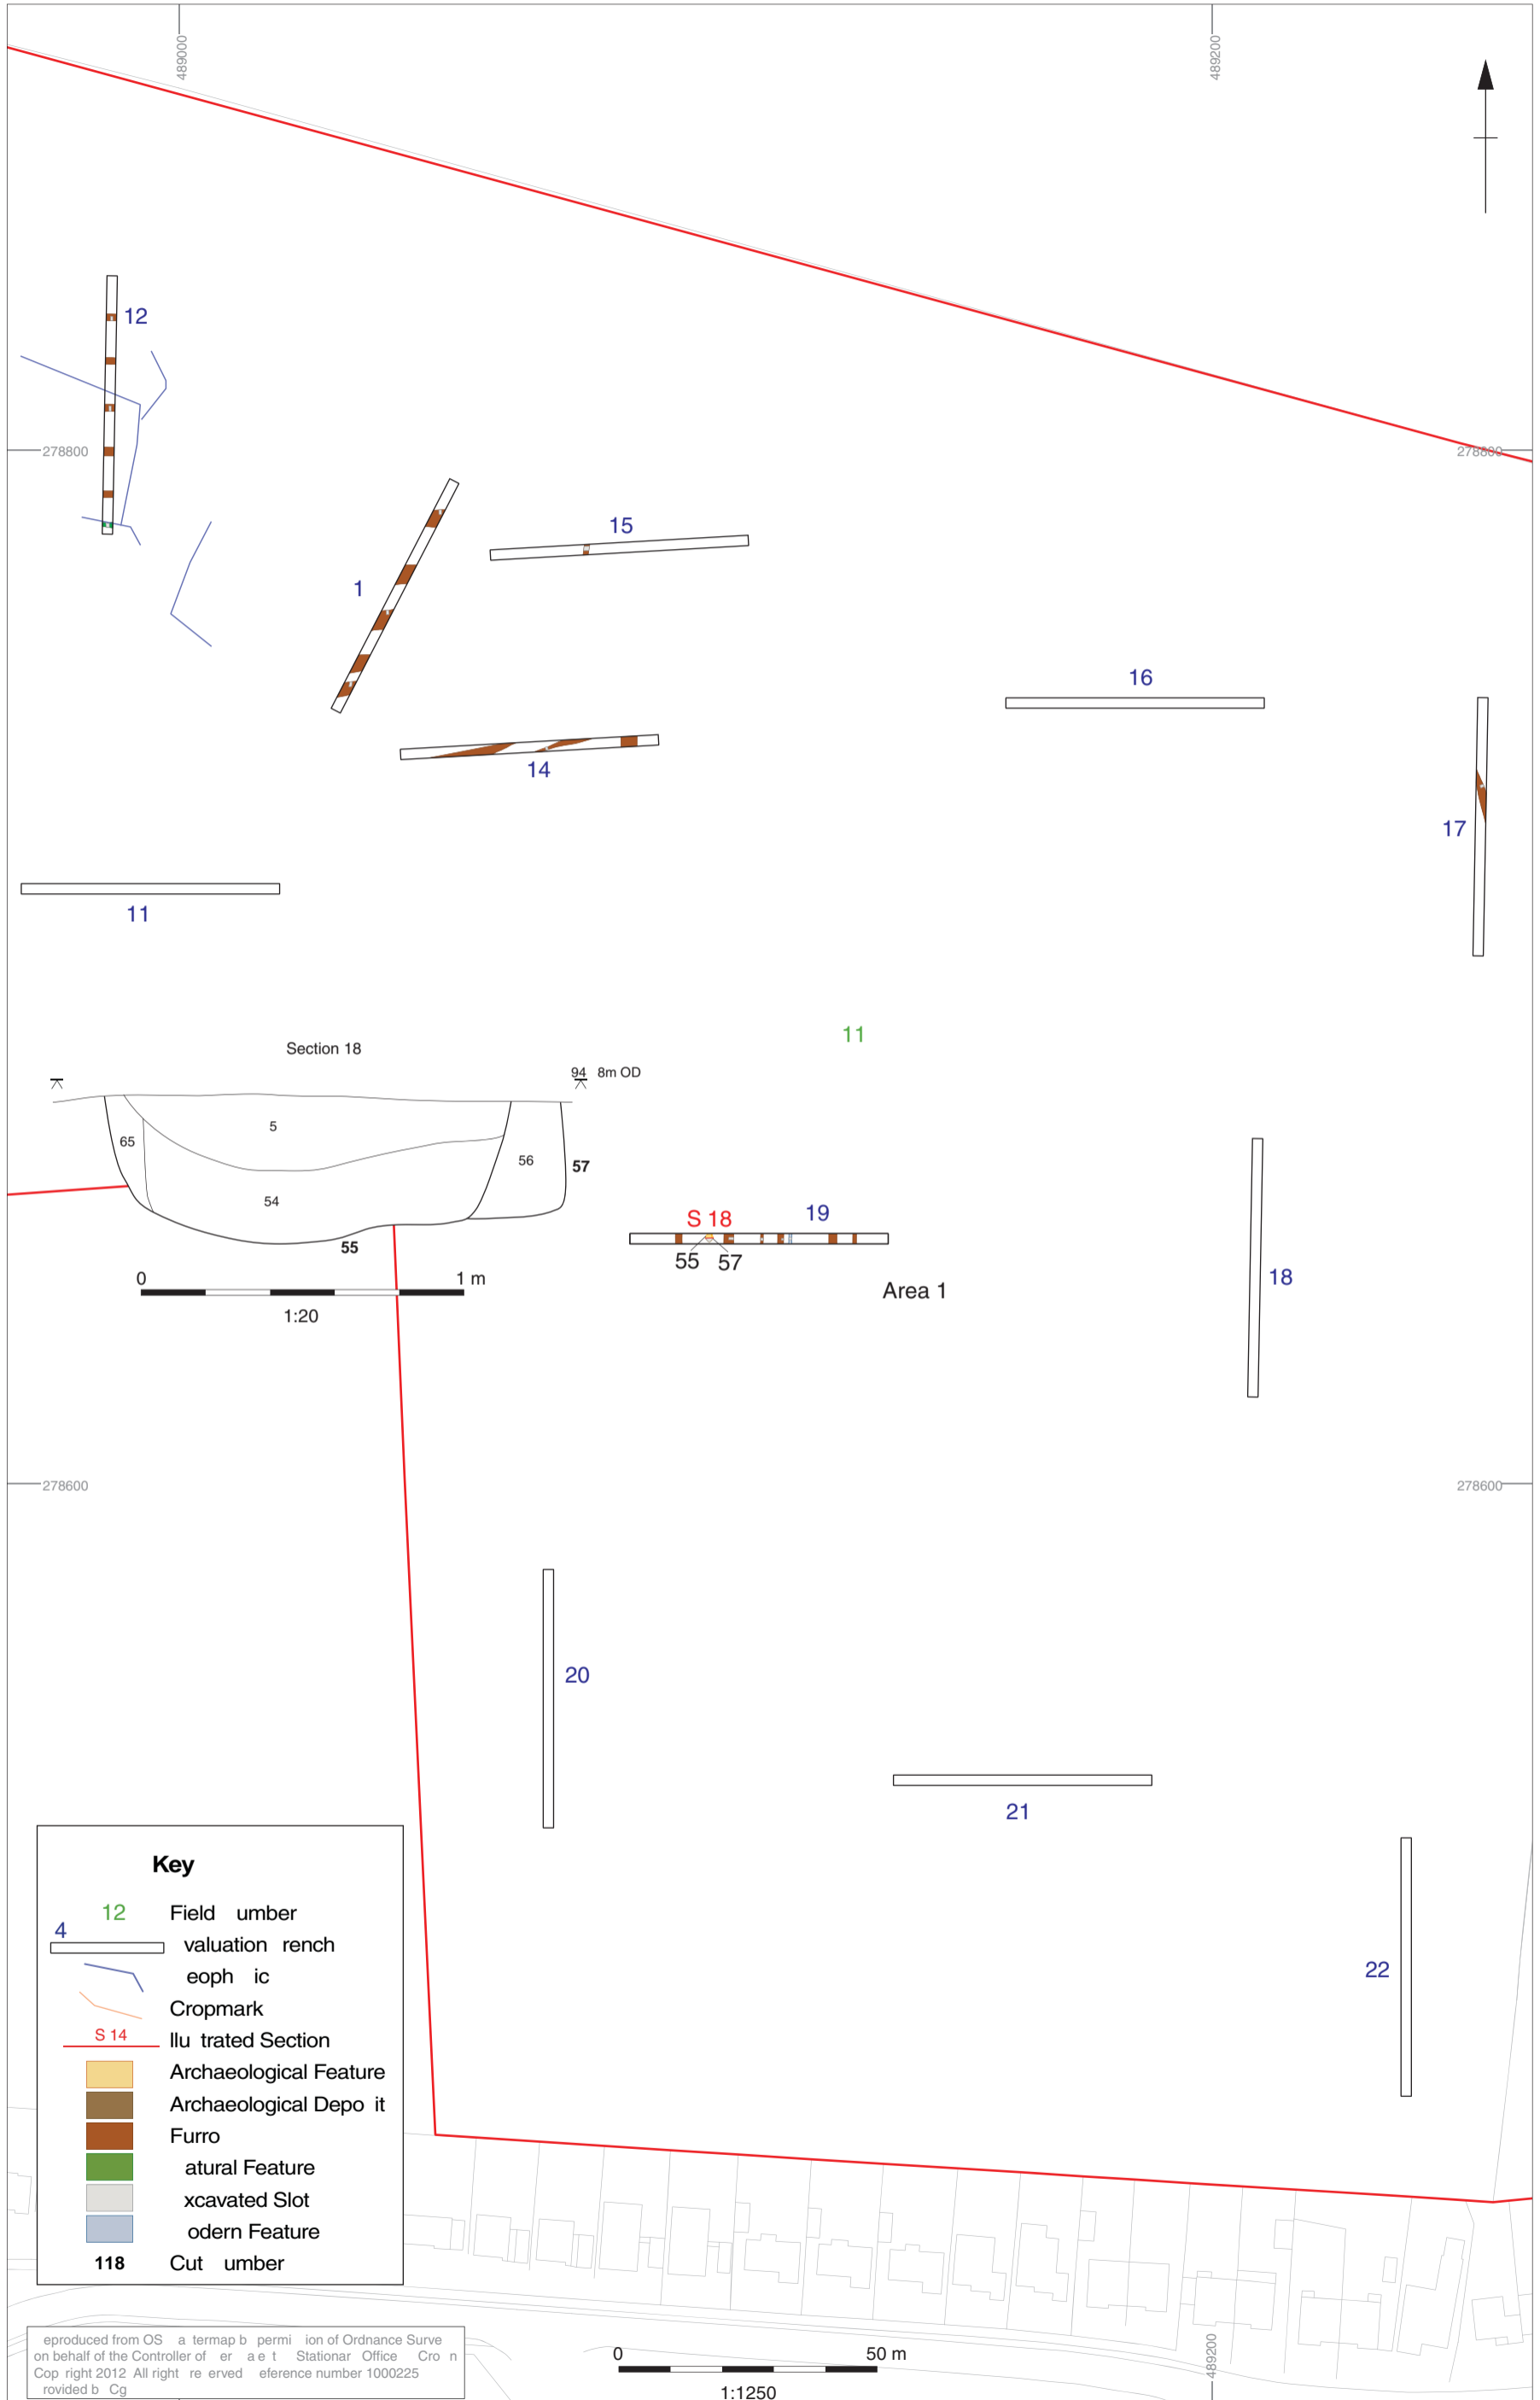 489000
489200
12
278800
278800
15
1
16
14
17
11
11
Section 18
94 8m OD
5
65
56
57
54
55
S 18
19
55 57
18
Area 1
0 1 m
1:20
278600
278600
20
21
22
Key
12 Field umber
4
valuation rench
eoph ic
Cropmark
S 14 llu trated Section
Archaeological Feature
Archaeological Depo it
Furro
atural Feature
xcavated Slot
odern Feature
118 Cut umber
eproduced from OS a termap b permi ion of Ordnance Surve
on behalf of the Controller of er a e t Stationar Office Cro n
Cop right 2012 All right re erved eference number 1000225
rovided b Cg
0 50 m
1:1250
489200